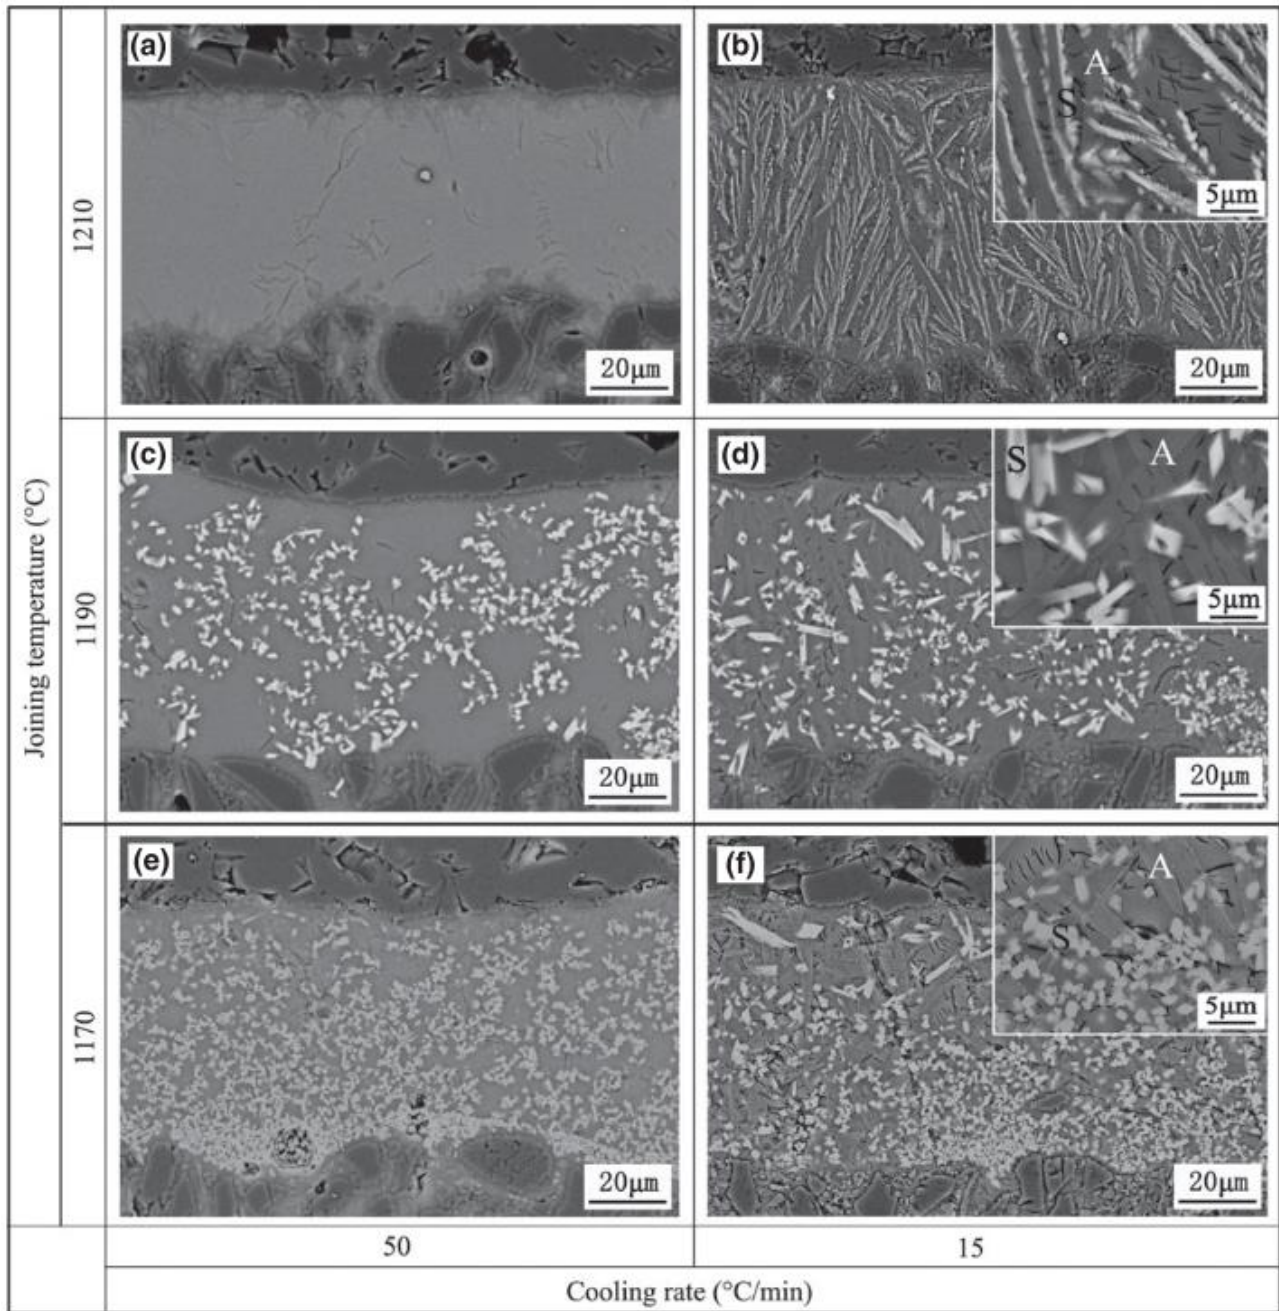 Joining temperature (°C)
1210
(a)
20μm
(b)
A
S
5μm
20μm
1190
(c)
20μm
(d)
S
A
5μm
20μm
1170
(e)
20μm
(f)
A
S
5μm
20μm
50
15
Cooling rate (°C/min)